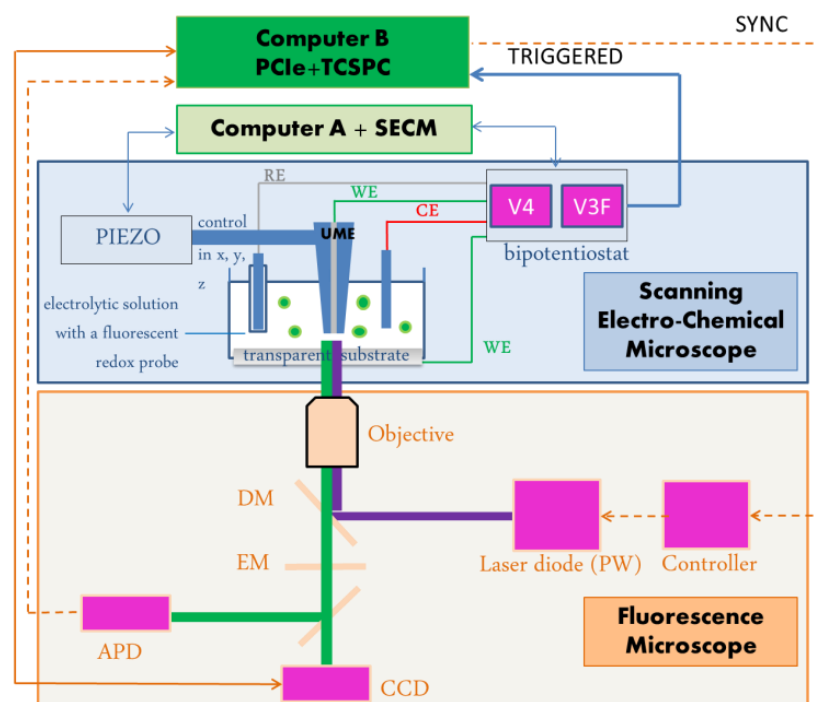 SYNC
Computer B
PCIe+TCSPC
TRIGGERED
Computer A + SECM
RE
WE
CE
V4
V3F
PIEZO
control
in x, y,
z
UME
bipotentiostat
electrolytic solution
with a fluorescent
redox probe
transparent substrate
WE
Scanning
Electro-Chemical
Microscope
Objective
DM
EM
Laser diode (PW)
Controller
APD
CCD
Fluorescence
Microscope